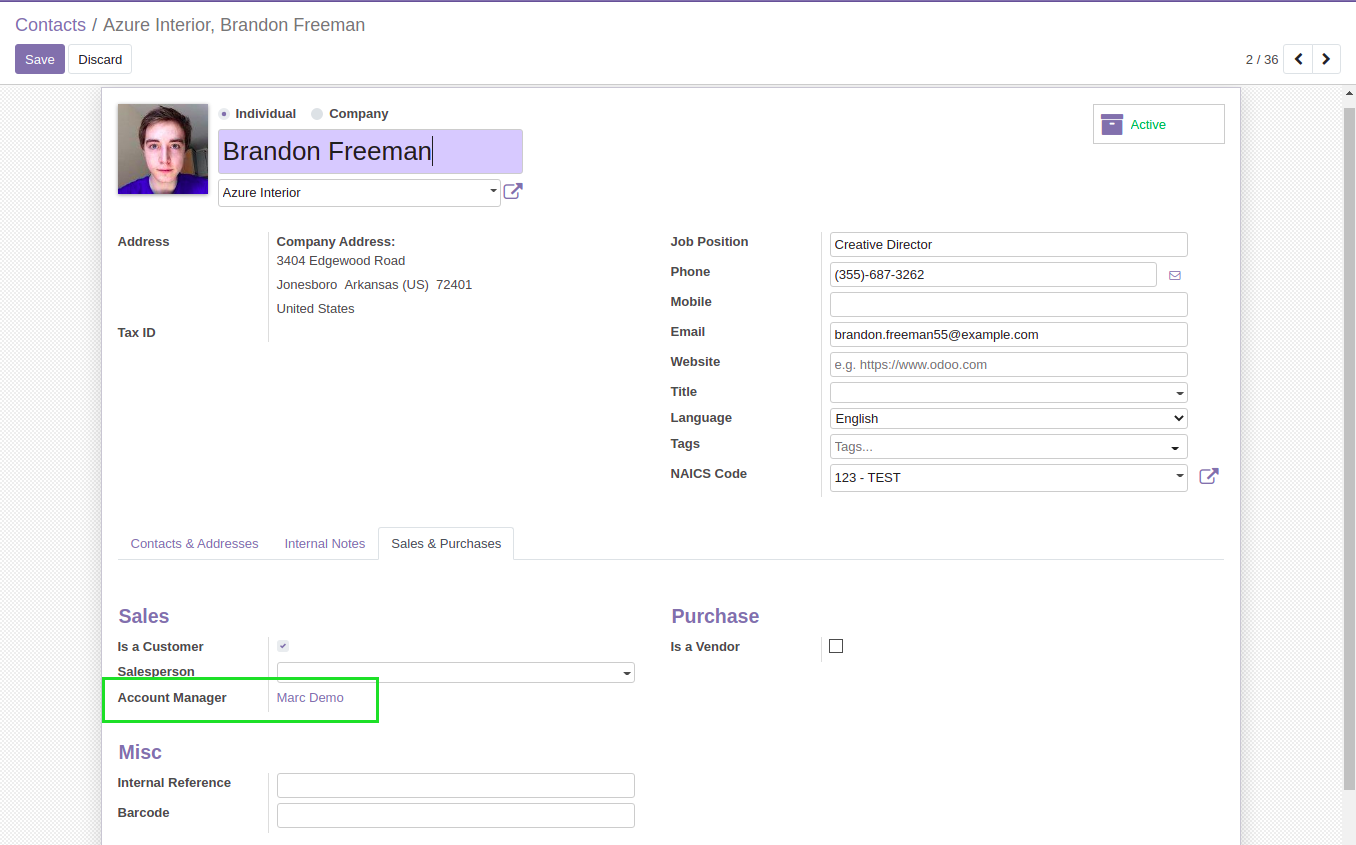 Contacts / Azure Interior, Brandon Freeman
Save Discard 2 / 36
Individual Company
Active
Brandon Freeman
Azure Interior
Address
Company Address:
3404 Edgewood Road
Jonesboro Arkansas (US) 72401
United States
Tax ID
Job Position Creative Director
Phone (355)-687-3262
Mobile
Email brandon.freeman55@example.com
Website e.g. https://www.odoo.com
Title
Language English
Tags Tags...
NAICS Code 123 - TEST
Contacts & Addresses Internal Notes Sales & Purchases
Sales
Is a Customer
Salesperson
Account Manager Marc Demo
Purchase
Is a Vendor
Misc
Internal Reference
Barcode